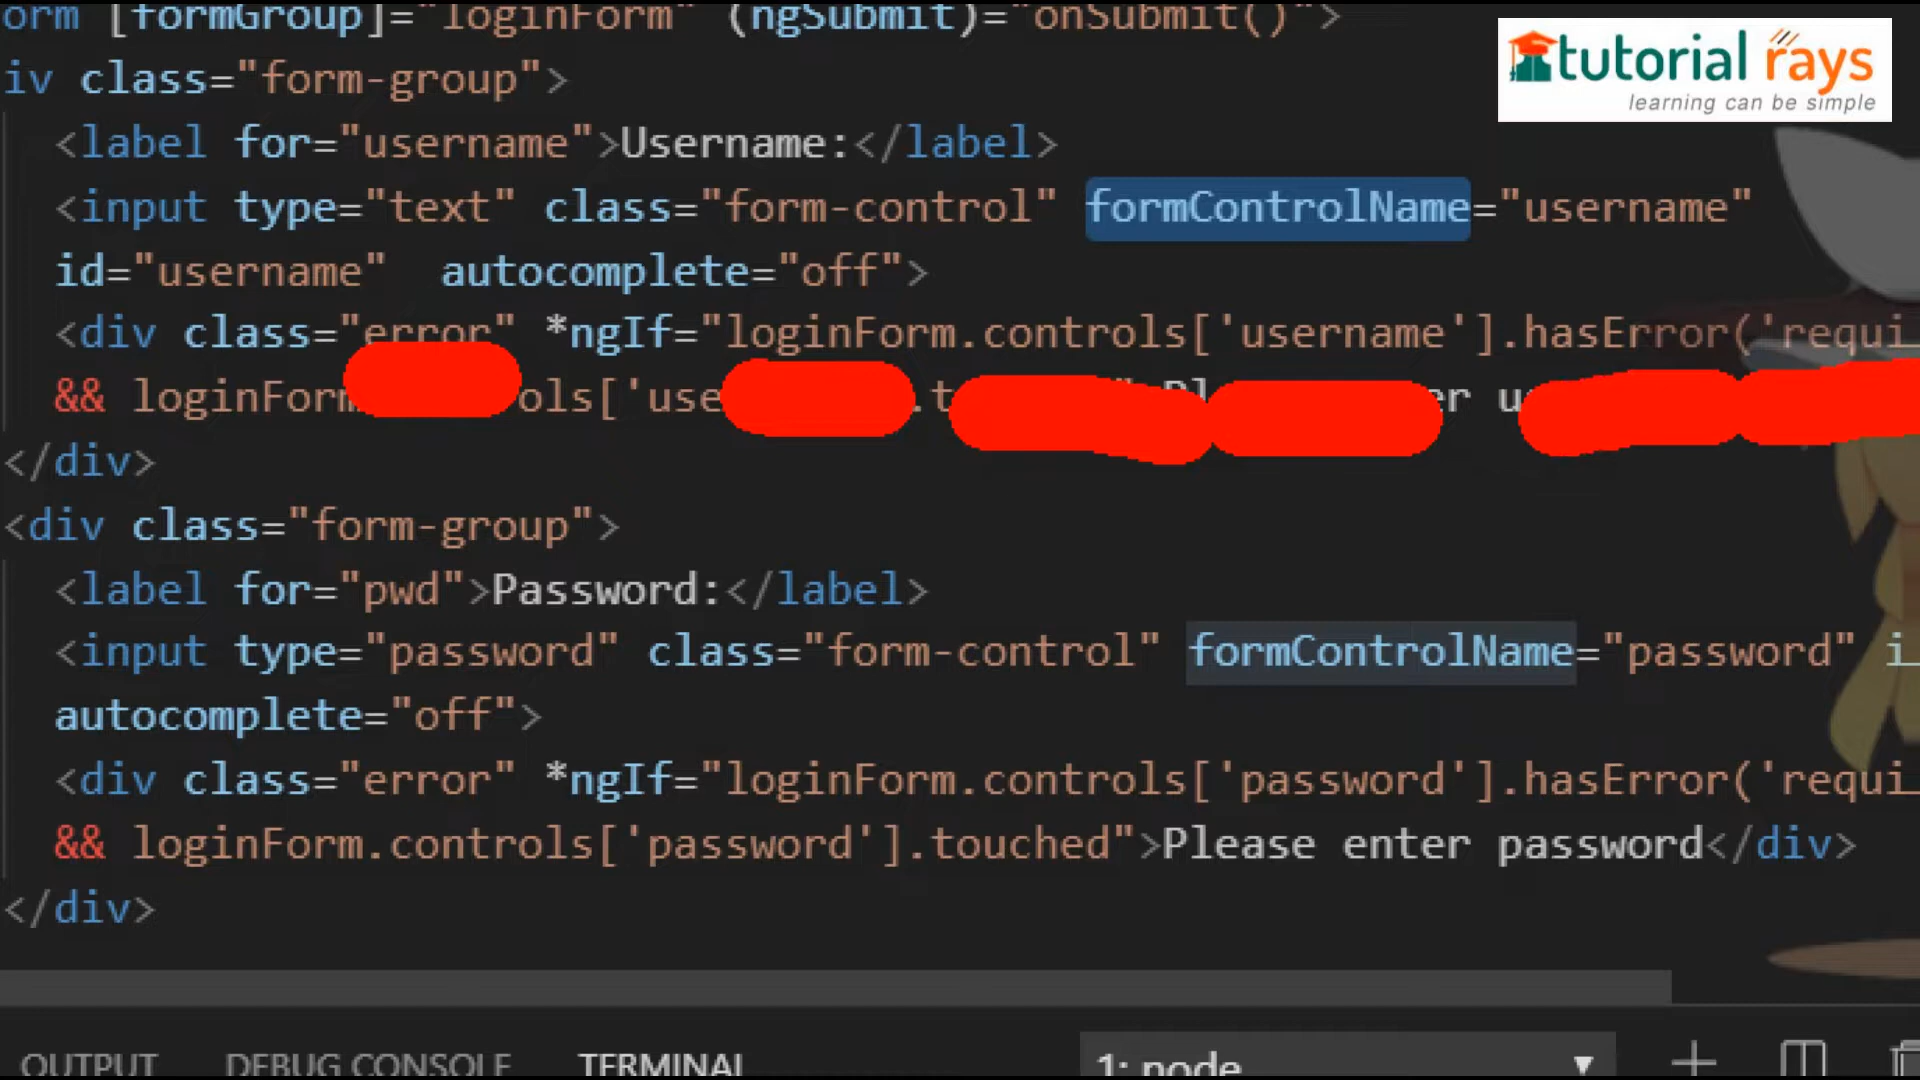 orm [formGroup]="loginForm" (ngSubmit)="onSubmit()">
tutorial rays
learning can be simple
iv class="form-group">
<label for="username">Username:</label>
<input type="text" class="form-control" formControlName="username"
id="username" autocomplete="off">
<div class="error" *ngIf="loginForm.controls['username'].hasError('requi
&& loginForm ols['use .t
</div>
<div class="form-group">
<label for="pwd">Password:</label>
<input type="password" class="form-control" formControlName="password" i
autocomplete="off">
<div class="error" *ngIf="loginForm.controls['password'].hasError('requi
&& loginForm.controls['password'].touched">Please enter password</div>
</div>
OUTPUT DEBUG CONSOLE TERMINAL 1: node